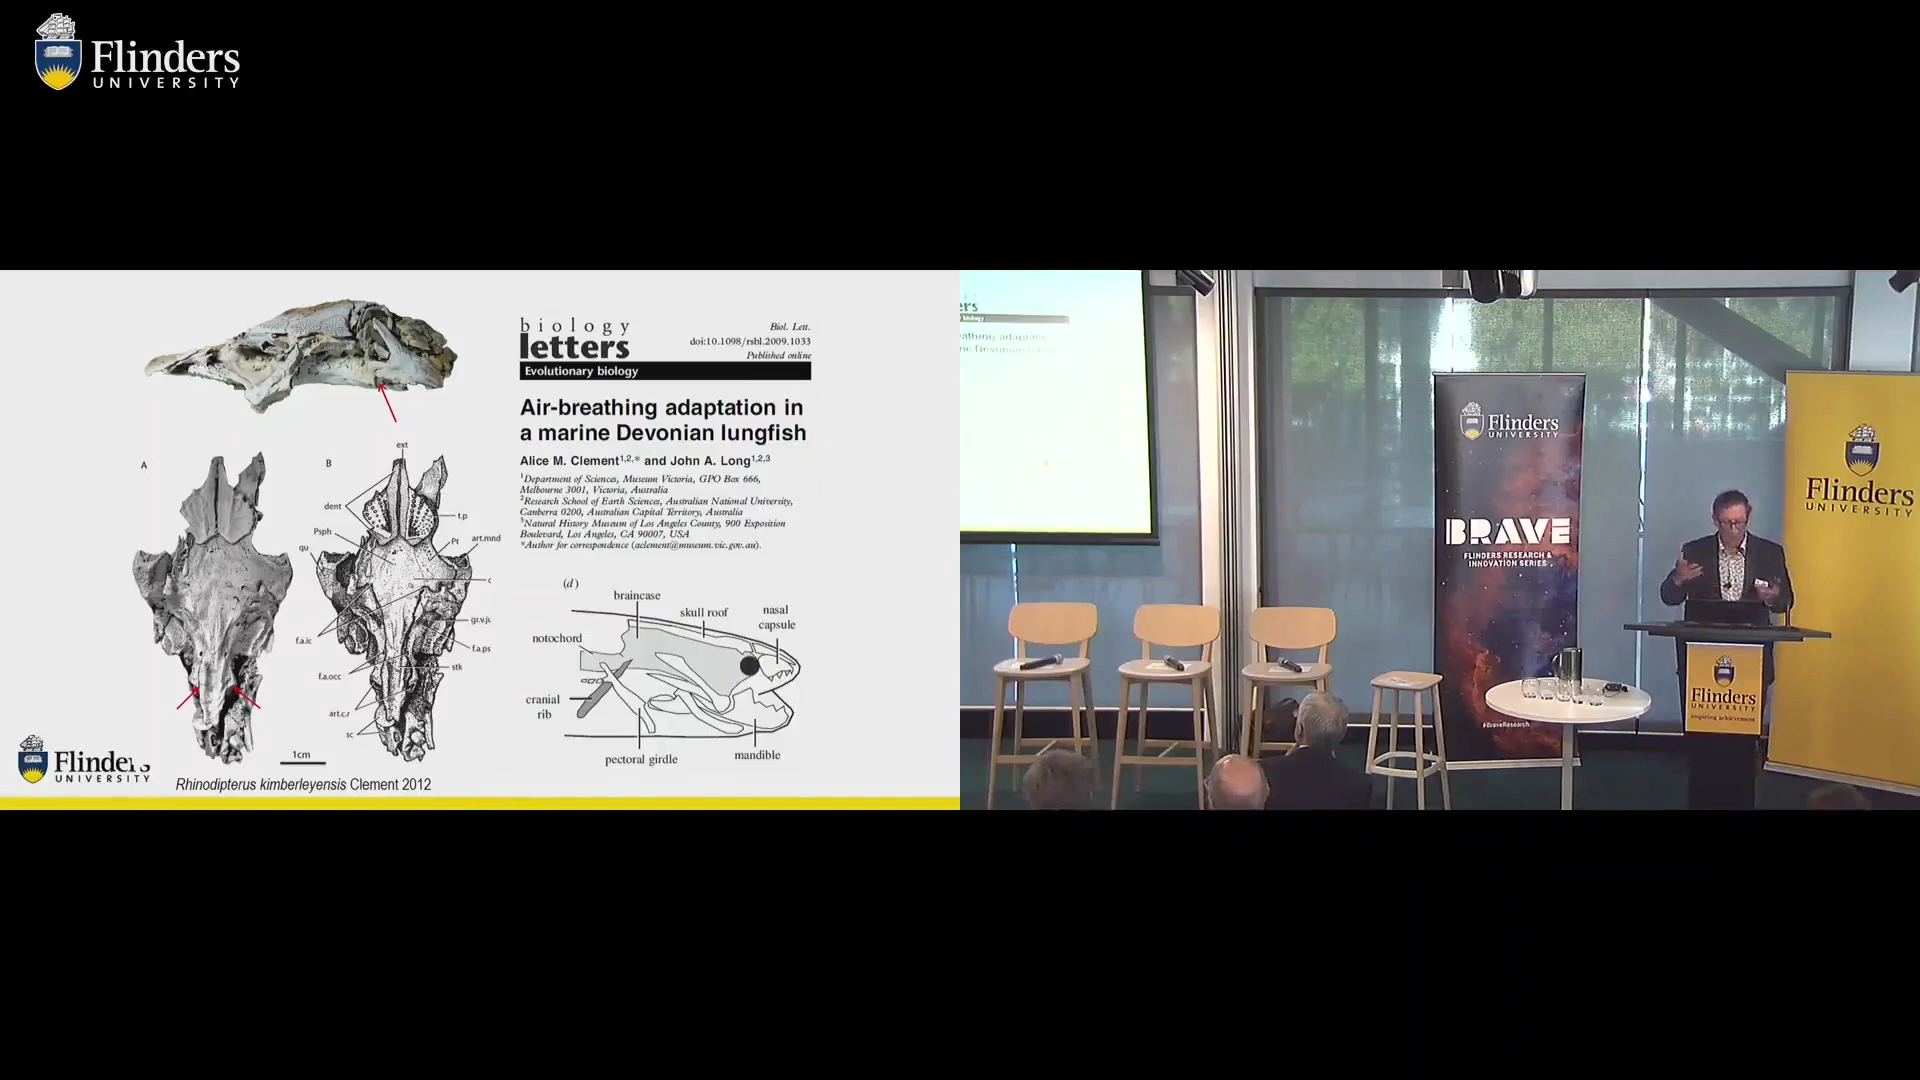 Flinders
UNIVERSITY
biology
letters
Biol. Lett.
doi:10.1098/rsbl.2009.1033
Published online
Evolutionary biology
Air-breathing adaptation in
a marine Devonian lungfish
Alice M. Clement1,2,* and John A. Long1,2,3
1Department of Sciences, Museum Victoria, GPO Box 666,
Melbourne 3001, Victoria, Australia
2Research School of Earth Sciences, Australian National University,
Canberra 0200, Australian Capital Territory, Australia
3Natural History Museum of Los Angeles County, 900 Exposition
Boulevard, Los Angeles, CA 90007, USA
*Author for correspondence (aclement@museum.vic.gov.au).
A
B
ext
dent
t.p
Psph
Pt
art.mnd
qu
c
gr.v.js
f.a.ic
f.a.ps
stk
f.a.occ
art.c.r
sc
1cm
(d)
braincase
skull roof
nasal
capsule
notochord
cranial
rib
pectoral girdle
mandible
Flinders
UNIVERSITY
Rhinodipterus kimberleyensis Clement 2012
Flinders
UNIVERSITY
BRAVE
FLINDERS RESEARCH &
INNOVATION SERIES
#BraveResearch
Flinders
UNIVERSITY
Flinders
UNIVERSITY
inspiring achievement